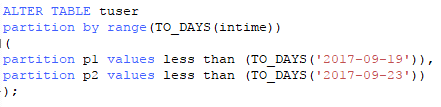 ALTER TABLE tuser
partition by range(TO_DAYS(intime))
(
partition p1 values less than (TO_DAYS('2017-09-19')),
partition p2 values less than (TO_DAYS('2017-09-23'))
);